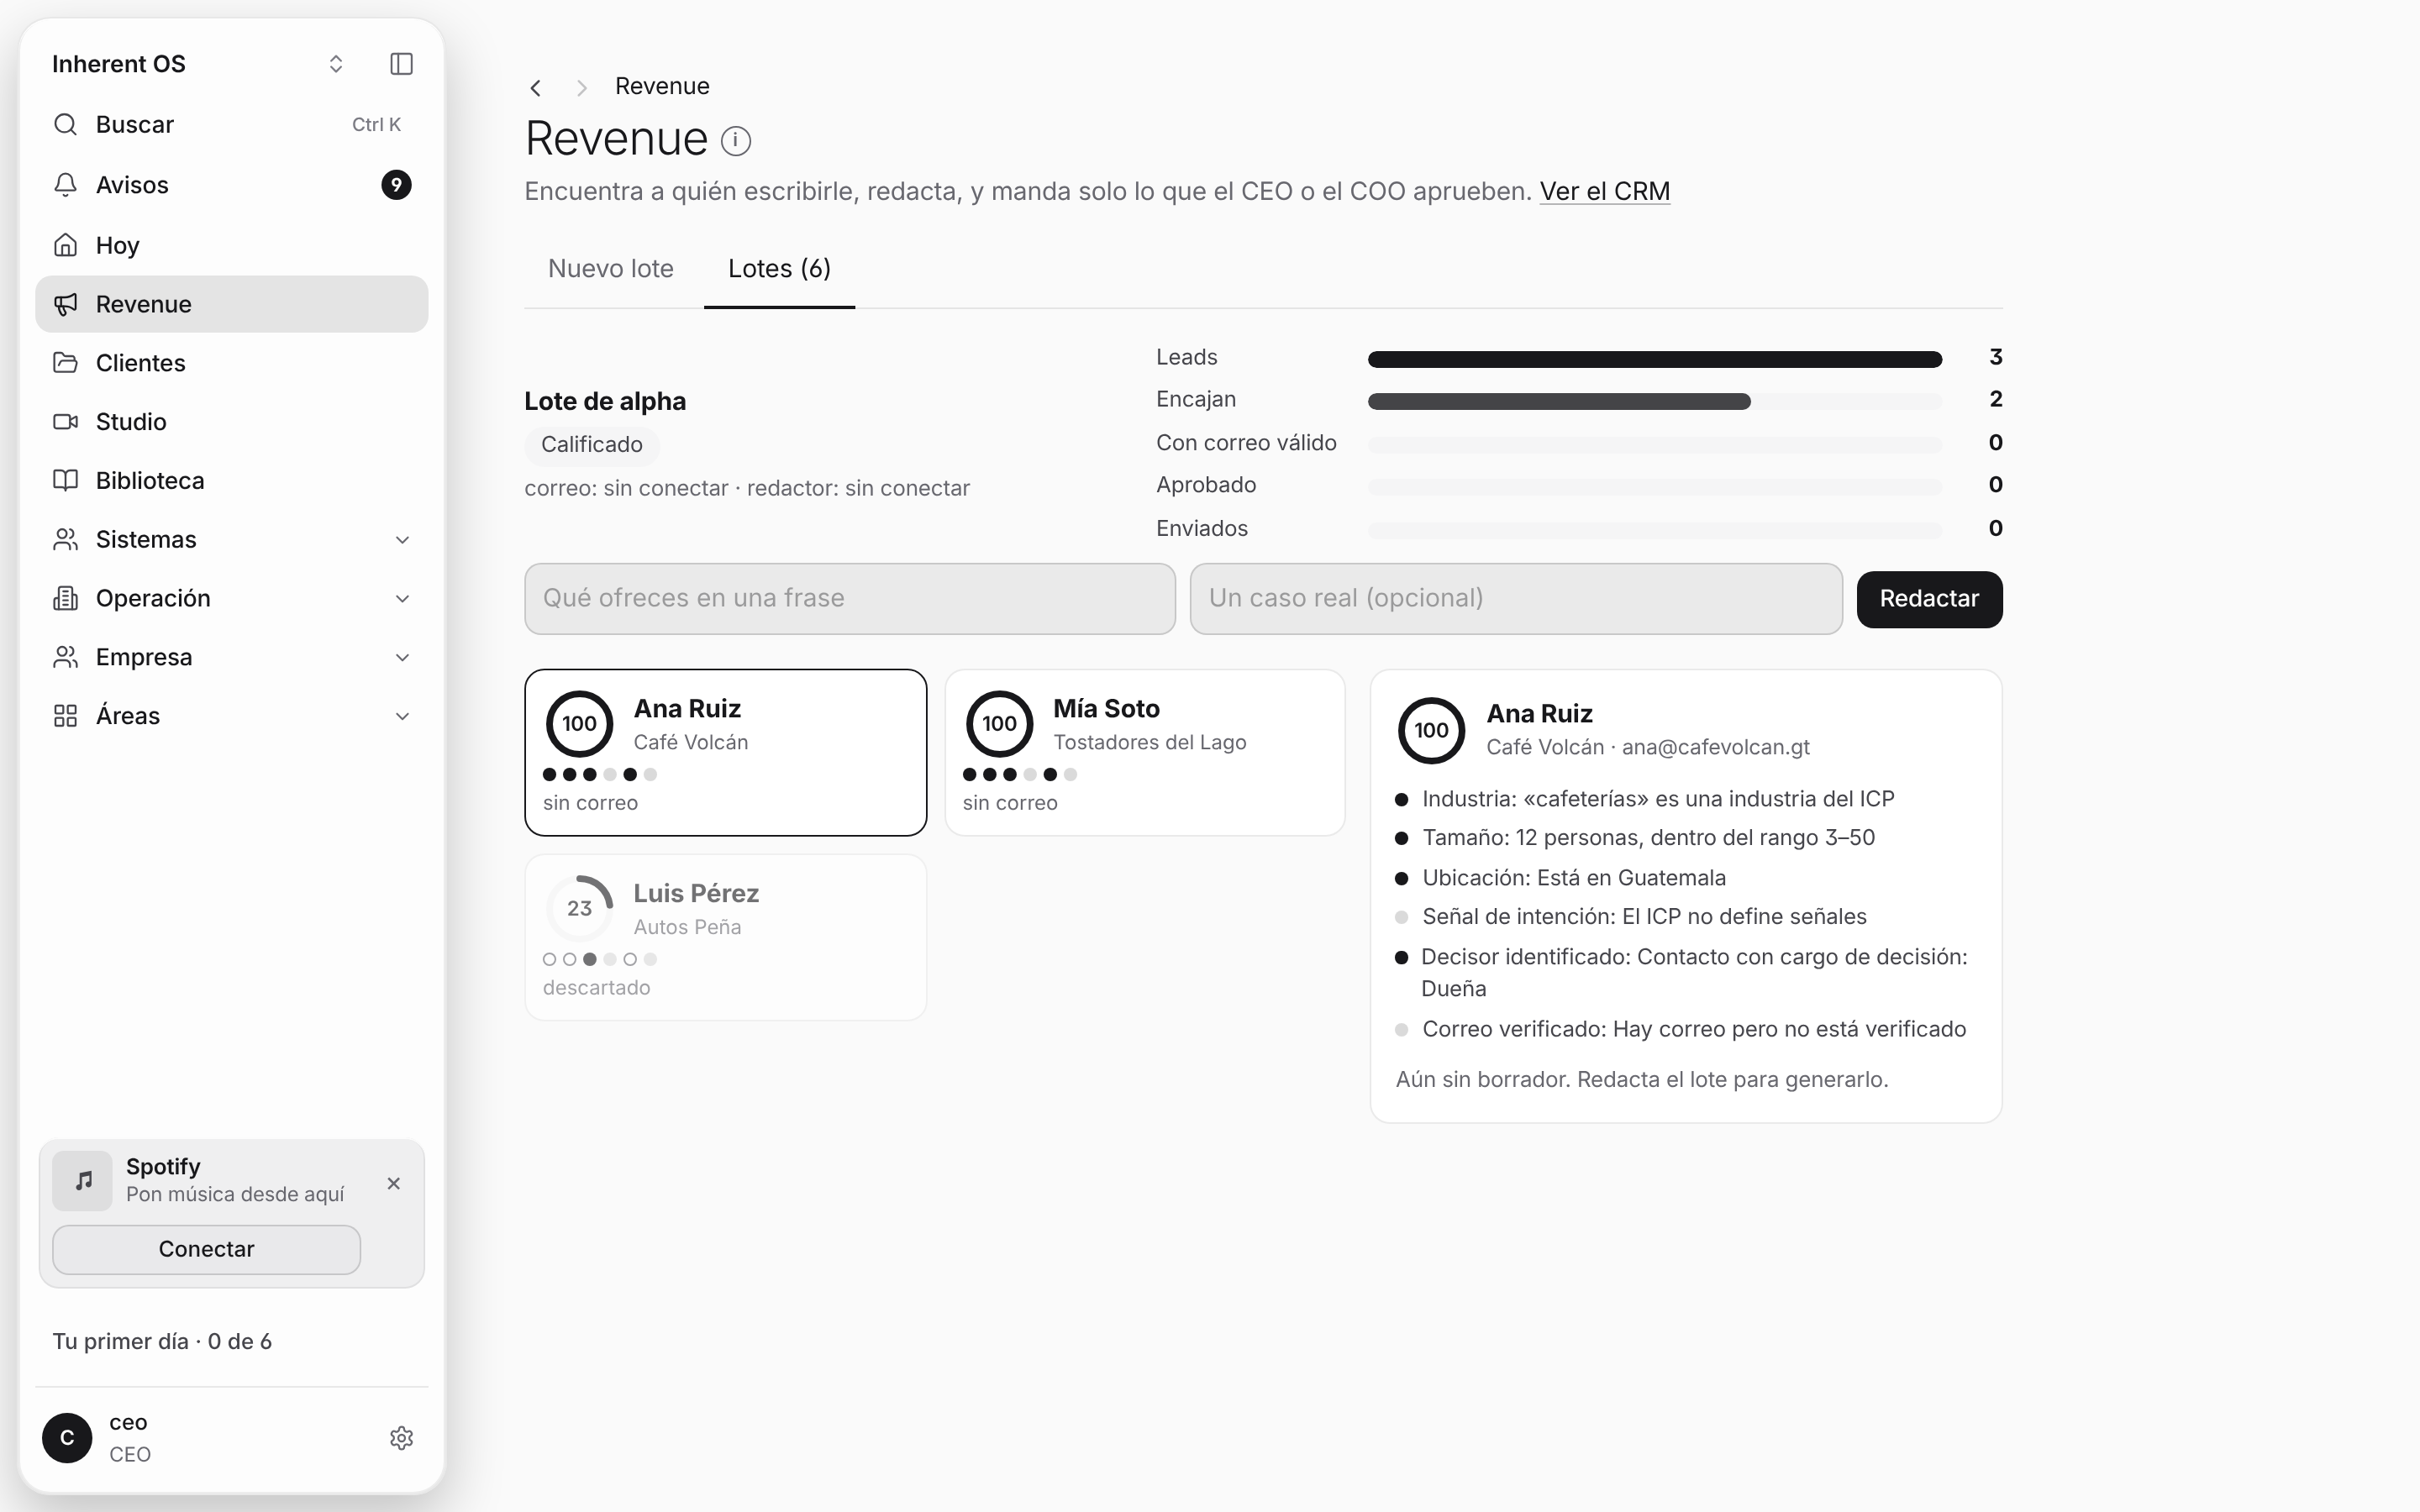 Inherent OS
Buscar Ctrl K
Avisos 9
Hoy
Revenue
Clientes
Studio
Biblioteca
Sistemas
Operación
Empresa
Áreas
Spotify
Pon música desde aquí
Conectar
Tu primer día · 0 de 6
C
ceo
CEO
Revenue
Revenue
Encuentra a quién escribirle, redacta, y manda solo lo que el CEO o el COO aprueben. Ver el CRM
Nuevo lote Lotes (6)
Lote de alpha
Calificado
correo: sin conectar · redactor: sin conectar
Leads 3
Encajan 2
Con correo válido 0
Aprobado 0
Enviados 0
Qué ofreces en una frase Un caso real (opcional) Redactar
100
Ana Ruiz
Café Volcán
sin correo
100
Mía Soto
Tostadores del Lago
sin correo
23
Luis Pérez
Autos Peña
descartado
100
Ana Ruiz
Café Volcán · ana@cafevolcan.gt
Industria: «cafeterías» es una industria del ICP
Tamaño: 12 personas, dentro del rango 3–50
Ubicación: Está en Guatemala
Señal de intención: El ICP no define señales
Decisor identificado: Contacto con cargo de decisión:
Dueña
Correo verificado: Hay correo pero no está verificado
Aún sin borrador. Redacta el lote para generarlo.